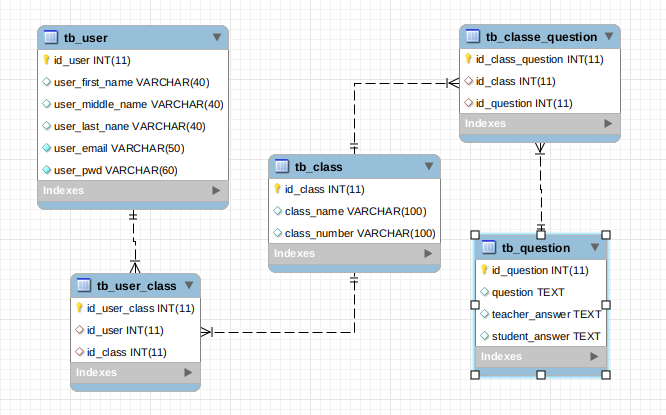 tb_user
id_user INT(11)
user_first_name VARCHAR(40)
user_middle_name VARCHAR(40)
user_last_nane VARCHAR(40)
user_email VARCHAR(50)
user_pwd VARCHAR(60)
Indexes
tb_user_class
id_user_class INT(11)
id_user INT(11)
id_class INT(11)
Indexes
tb_class
id_class INT(11)
class_name VARCHAR(100)
class_number VARCHAR(100)
Indexes
tb_classe_question
id_class_question INT(11)
id_class INT(11)
id_question INT(11)
Indexes
tb_question
id_question INT(11)
question TEXT
teacher_answer TEXT
student_answer TEXT
Indexes